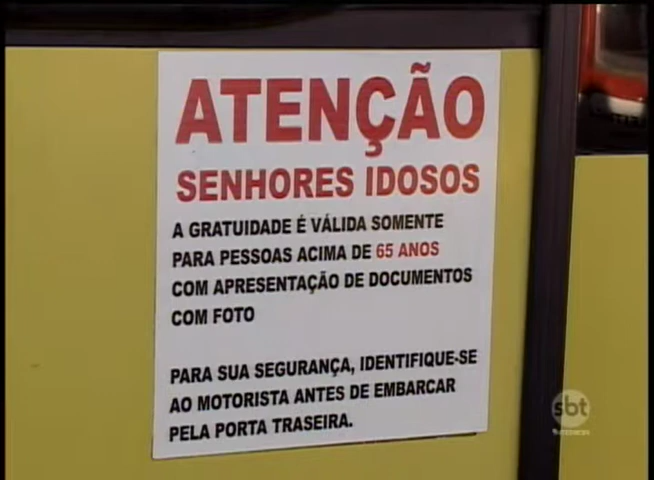 ATENÇÃO
SENHORES IDOSOS
A GRATUIDADE É VÁLIDA SOMENTE
PARA PESSOAS ACIMA DE 65 ANOS
COM APRESENTAÇÃO DE DOCUMENTOS
COM FOTO
PARA SUA SEGURANÇA, IDENTIFIQUE-SE
AO MOTORISTA ANTES DE EMBARCAR
PELA PORTA TRASEIRA.
sbt